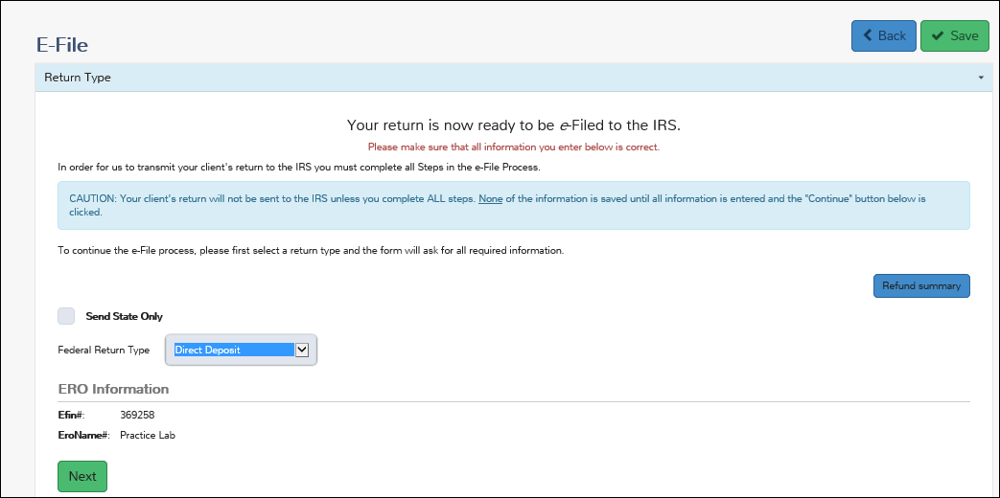 Back
Save
E-File
Return Type
Your return is now ready to be e-Filed to the IRS.
Please make sure that all information you enter below is correct.
In order for us to transmit your client's return to the IRS you must complete all Steps in the e-File Process.
CAUTION: Your client's return will not be sent to the IRS unless you complete ALL steps. None of the information is saved until all information is entered and the "Continue" button below is
clicked.
To continue the e-File process, please first select a return type and the form will ask for all required information.
Refund summary
Send State Only
Federal Return Type Direct Deposit
ERO Information
Efin#: 369258
EroName#: Practice Lab
Next